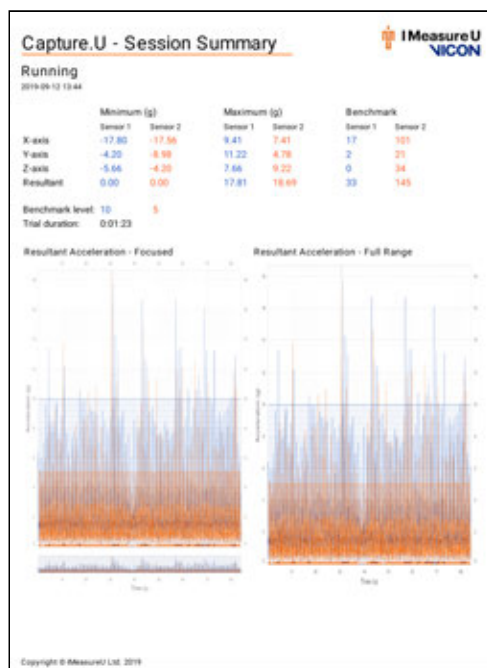 Capture.U - Session Summary
I Measure U
VICON
Running
2019-09-12 13:44
Minimum (g) Maximum (g) Benchmark
Sensor 1 Sensor 2 Sensor 1 Sensor 2 Sensor 1 Sensor 2
X-axis -17.80 -17.56 9.41 7.41 17 101
Y-axis -4.20 -8.98 11.22 4.78 2 21
Z-axis -5.66 -4.20 7.66 9.22 0 34
Resultant 0.00 0.00 17.81 18.69 33 145
Benchmark level: 10 5
Trial duration: 0:01:23
Resultant Acceleration - Focused Resultant Acceleration - Full Range
Copyright © IMeasureU Ltd. 2019